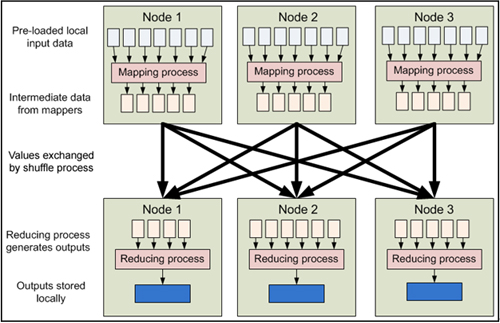 Node 1
Node 2
Node 3
Pre-loaded local
input data
Mapping process
Mapping process
Mapping process
Intermediate data
from mappers
Values exchanged
by shuffle process
Node 1
Node 2
Node 3
Reducing process
generates outputs
Reducing process
Reducing process
Reducing process
Outputs stored
locally